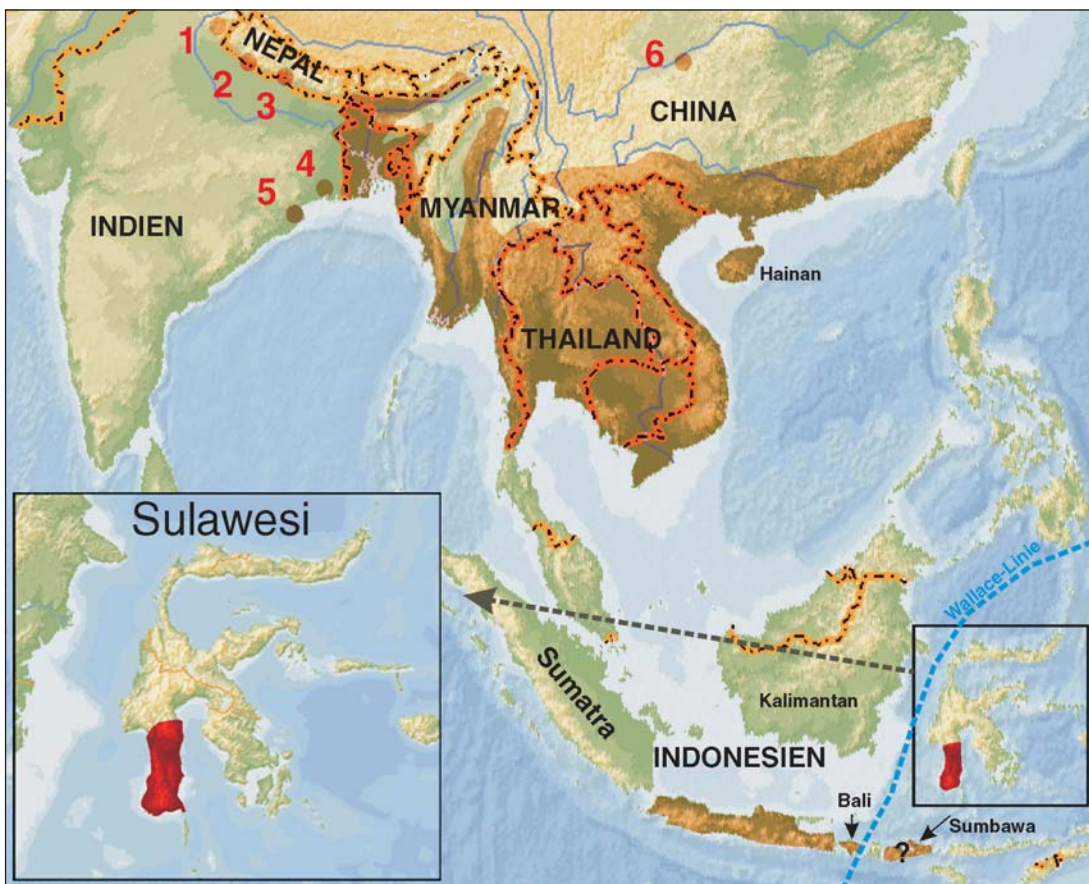 1
NEPAL
2
3
6
CHINA
4
5
INDIEN
MYANMAR
Hainan
THAILAND
Sulawesi
Wallace-Linie
Sumatra
Kalimantan
INDONESIEN
Bali
Sumbawa
?